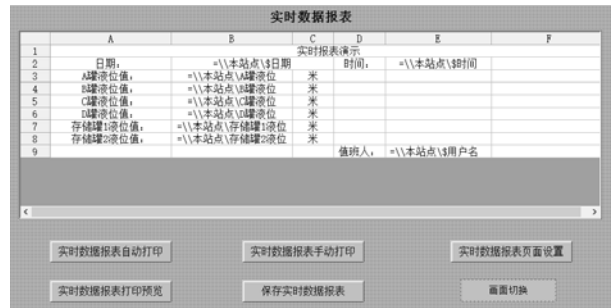 实时数据报表
A B C D E F
1 实时报表演示
2 日期: =\\本站点\$日期 时间: =\\本站点\$时间
3 A罐液位值: =\\本站点\A罐液位 米
4 B罐液位值: =\\本站点\B罐液位 米
5 C罐液位值: =\\本站点\C罐液位 米
6 D罐液位值: =\\本站点\D罐液位 米
7 存储罐1液位值: =\\本站点\存储罐1液位 米
8 存储罐2液位值: =\\本站点\存储罐2液位 米
9 值班人: =\\本站点\$用户名
实时数据报表自动打印 实时数据报表手动打印 实时数据报表页面设置
实时数据报表打印预览 保存实时数据报表 画面切换